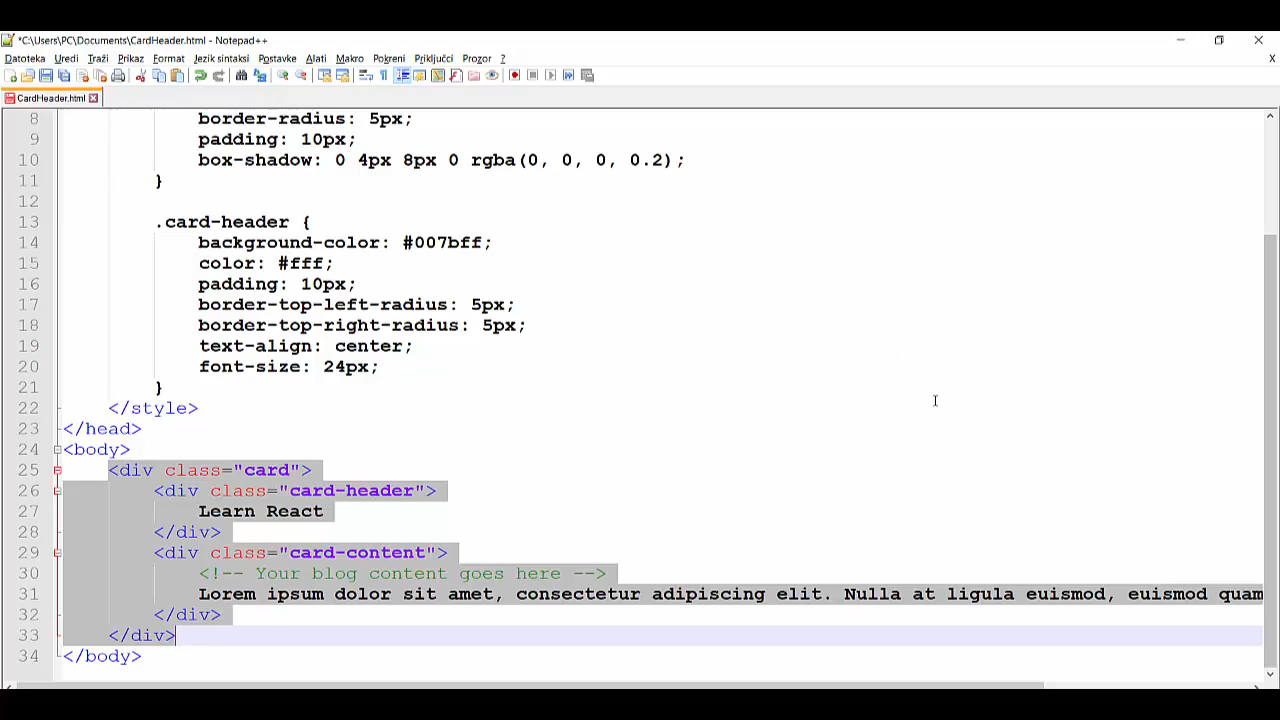 *C:\Users\PC\Documents\CardHeader.html - Notepad++
Datoteka Uredi Traži Prikaz Format Jezik sintaksi Postavke Alati Makro Pokreni Priključci Prozor ? X
CardHeader.html
8 border-radius: 5px;
9 padding: 10px;
10 box-shadow: 0 4px 8px 0 rgba(0, 0, 0, 0.2);
11 }
12
13 .card-header {
14 background-color: #007bff;
15 color: #fff;
16 padding: 10px;
17 border-top-left-radius: 5px;
18 border-top-right-radius: 5px;
19 text-align: center;
20 font-size: 24px;
21 }
22 </style>
23 </head>
24 <body>
25 <div class="card">
26 <div class="card-header">
27 Learn React
28 </div>
29 <div class="card-content">
30 <!-- Your blog content goes here -->
31 Lorem ipsum dolor sit amet, consectetur adipiscing elit. Nulla at ligula euismod, euismod quam
32 </div>
33 </div>
34 </body>